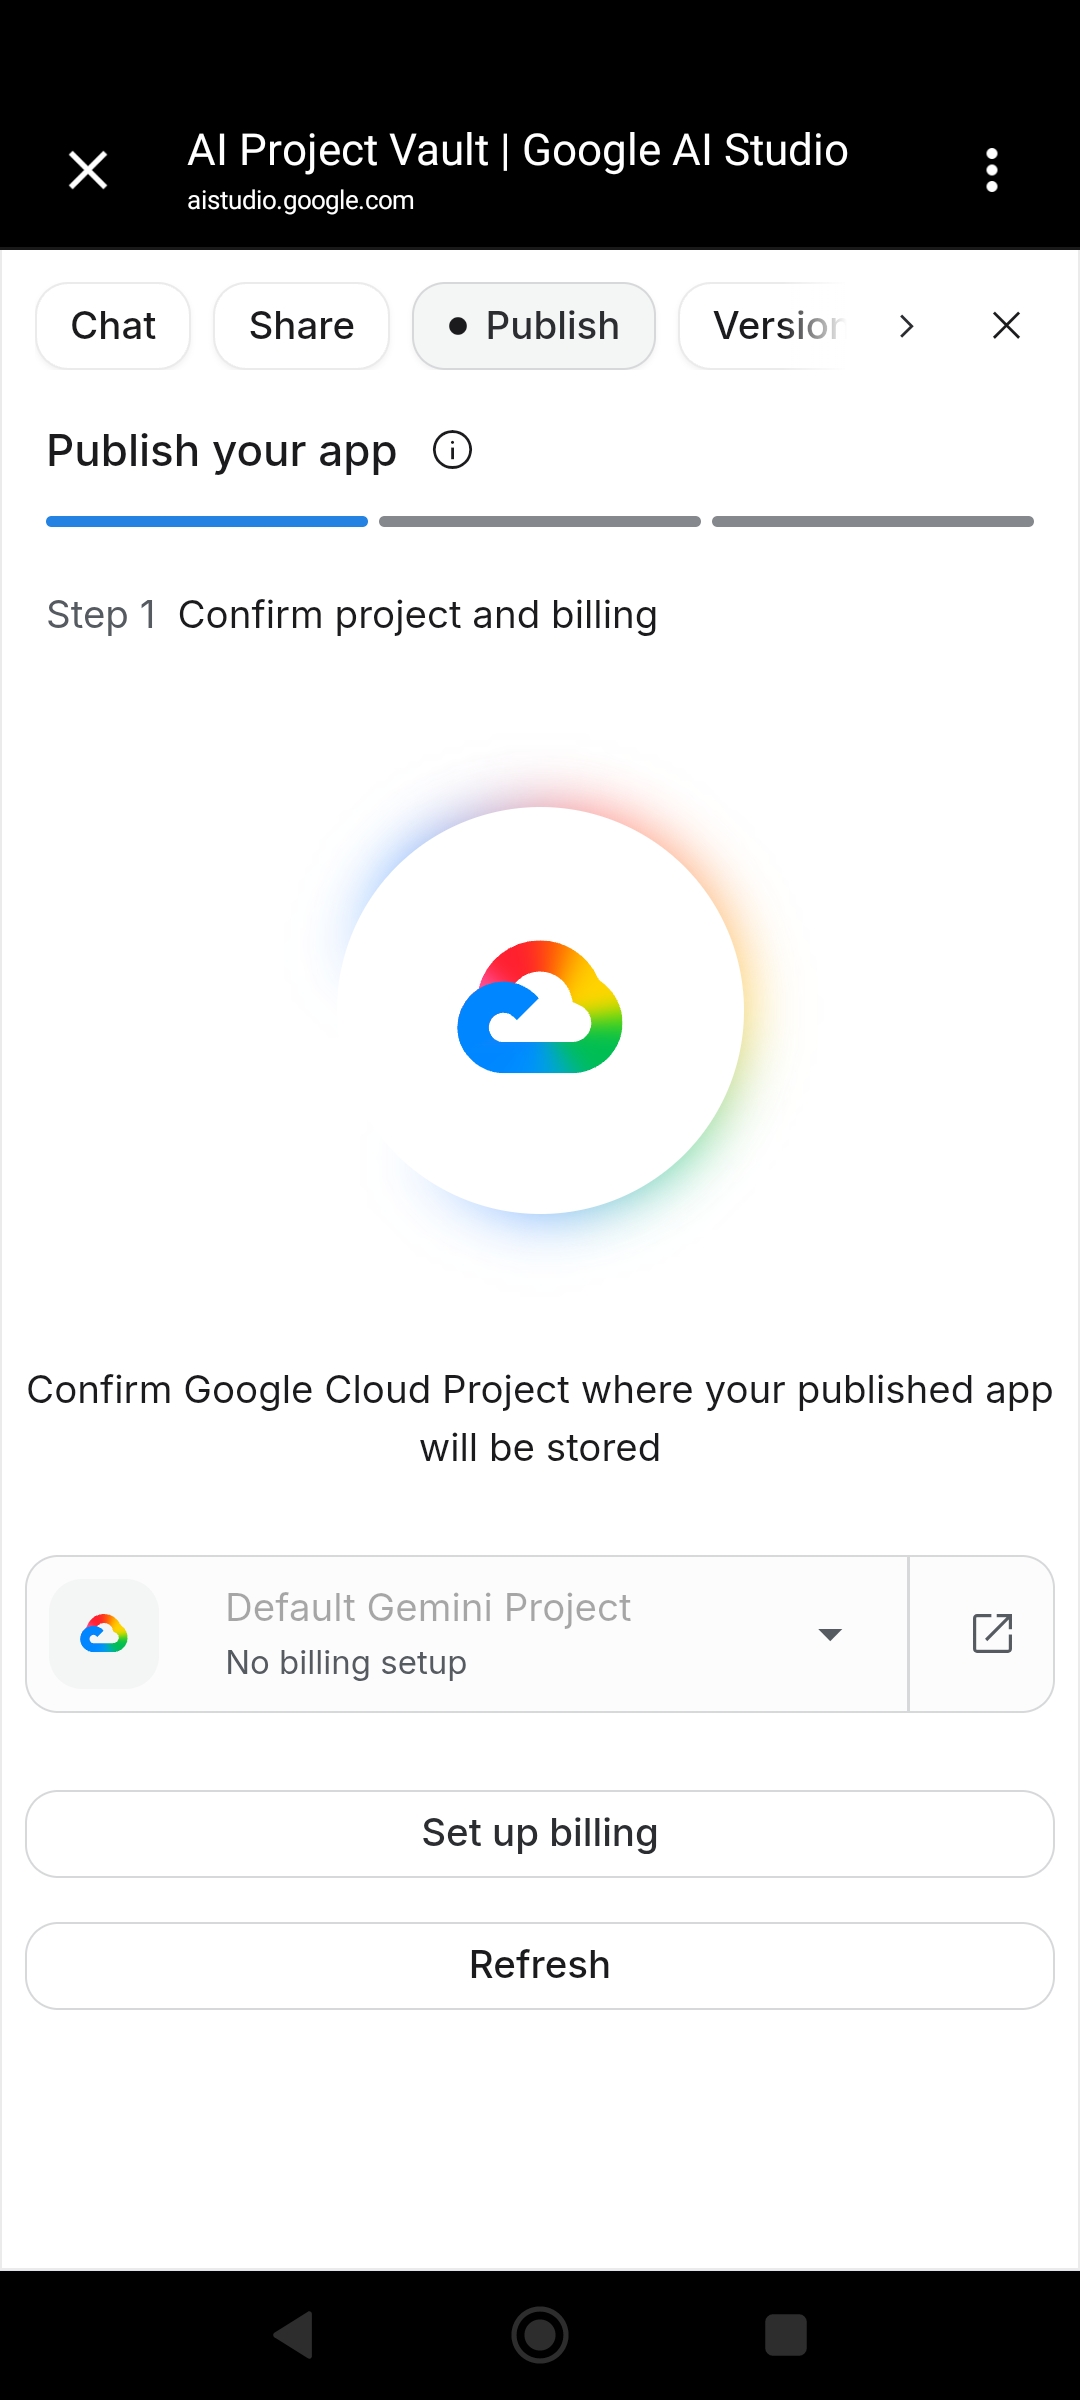 AI Project Vault | Google AI Studio
aistudio.google.com
Chat
Share
Publish
Version
Publish your app
Step 1 Confirm project and billing
Confirm Google Cloud Project where your published app
will be stored
Default Gemini Project
No billing setup
Set up billing
Refresh